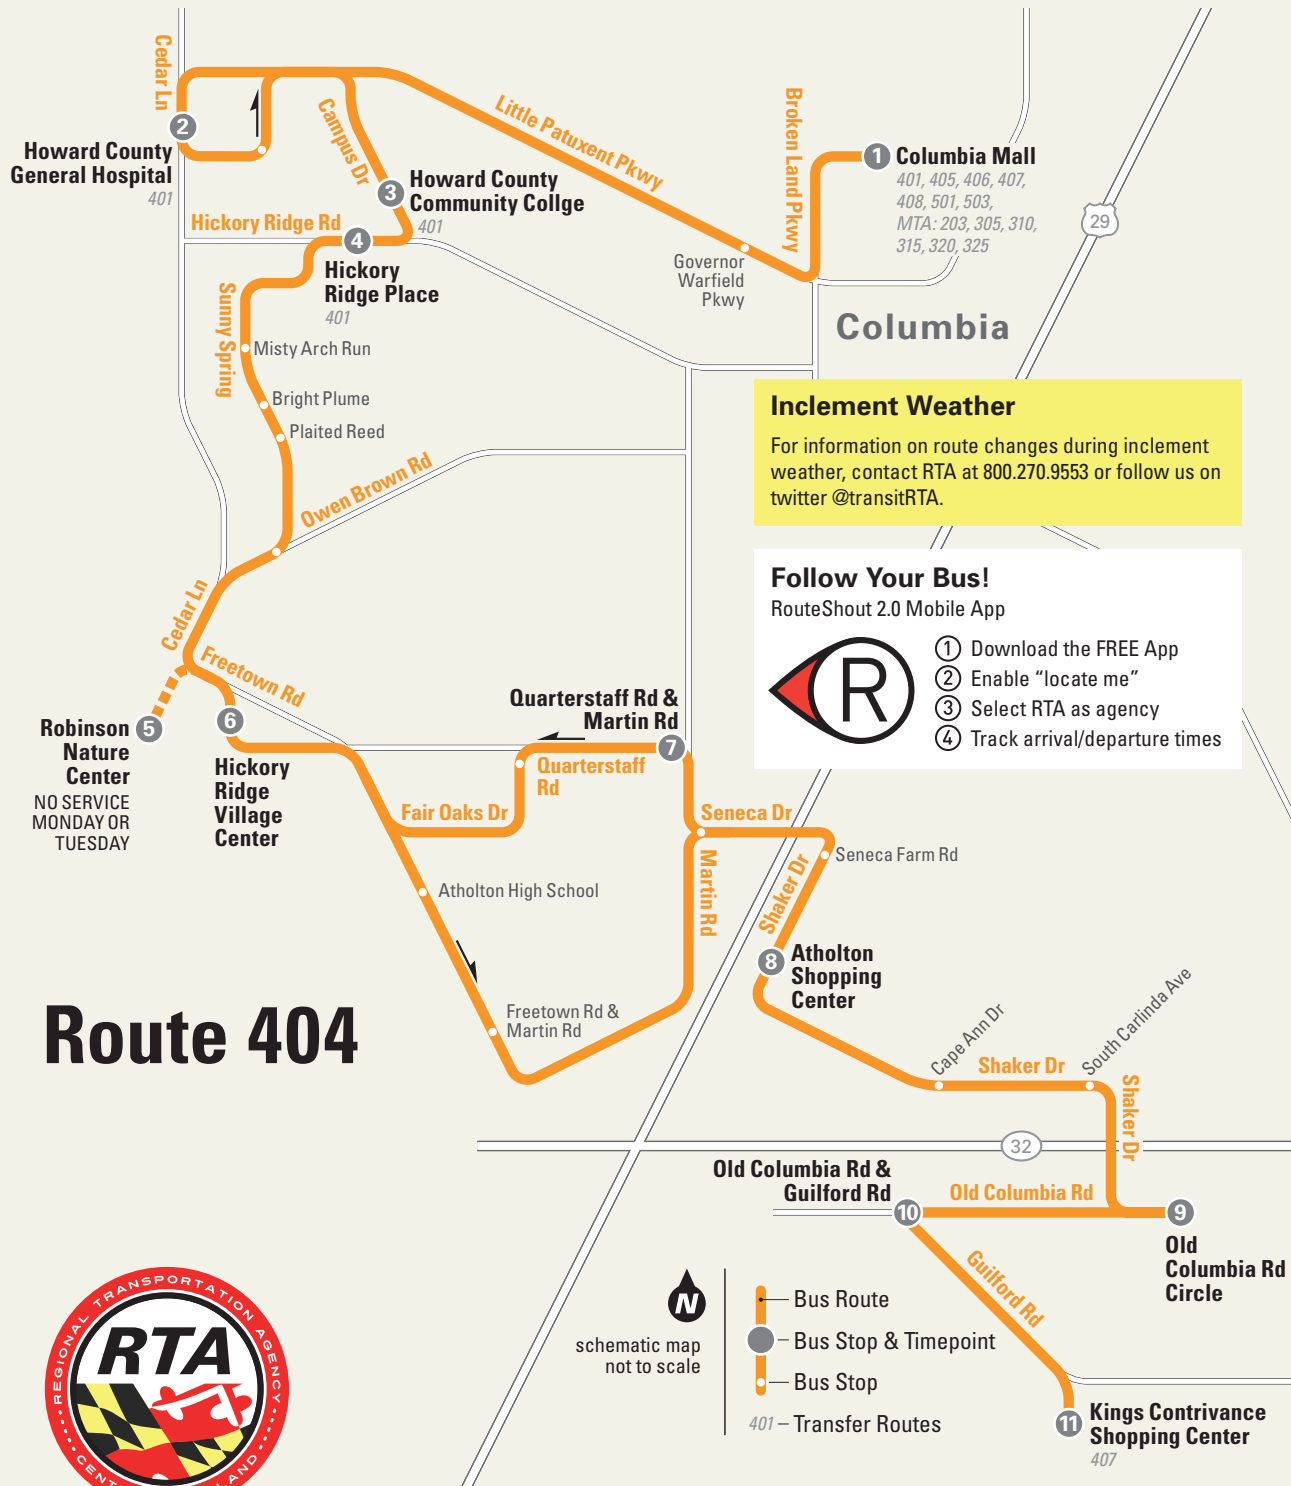 Cedar Ln
2
Howard County
General Hospital
401
Campus Dr
Little Patuxent Pkwy
Broken Land Pkwy
1
Columbia Mall
401, 405, 406, 407,
408, 501, 503,
MTA: 203, 305, 310,
315, 320, 325
29
3
Howard County
Community Collge
401
Hickory Ridge Rd
4
Hickory
Ridge Place
401
Governor
Warfield
Pkwy
Columbia
Sunny Spring
Misty Arch Run
Bright Plume
Plaited Reed
Owen Brown Rd
Inclement Weather
For information on route changes during inclement
weather, contact RTA at 800.270.9553 or follow us on
twitter @transitRTA.
Follow Your Bus!
RouteShout 2.0 Mobile App
R
1 Download the FREE App
2 Enable “locate me”
3 Select RTA as agency
4 Track arrival/departure times
Cedar Ln
Freetown Rd
5
Robinson
Nature
Center
NO SERVICE
MONDAY OR
TUESDAY
6
Hickory
Ridge
Village
Center
Quarterstaff Rd &
Martin Rd
7
Quarterstaff
Rd
Fair Oaks Dr
Seneca Dr
Seneca Farm Rd
Martin Rd
Shaker Dr
Atholton High School
8
Atholton
Shopping
Center
Freetown Rd &
Martin Rd
Route 404
Cape Ann Dr
Shaker Dr
South Carlinda Ave
Shaker Dr
32
Old Columbia Rd &
Guilford Rd
10
Old Columbia Rd
9
Old
Columbia Rd
Circle
Guilford Rd
11
Kings Contrivance
Shopping Center
407
N
schematic map
not to scale
Bus Route
Bus Stop & Timepoint
Bus Stop
401 – Transfer Routes
REGIONAL TRANSPORTATION AGENCY
RTA